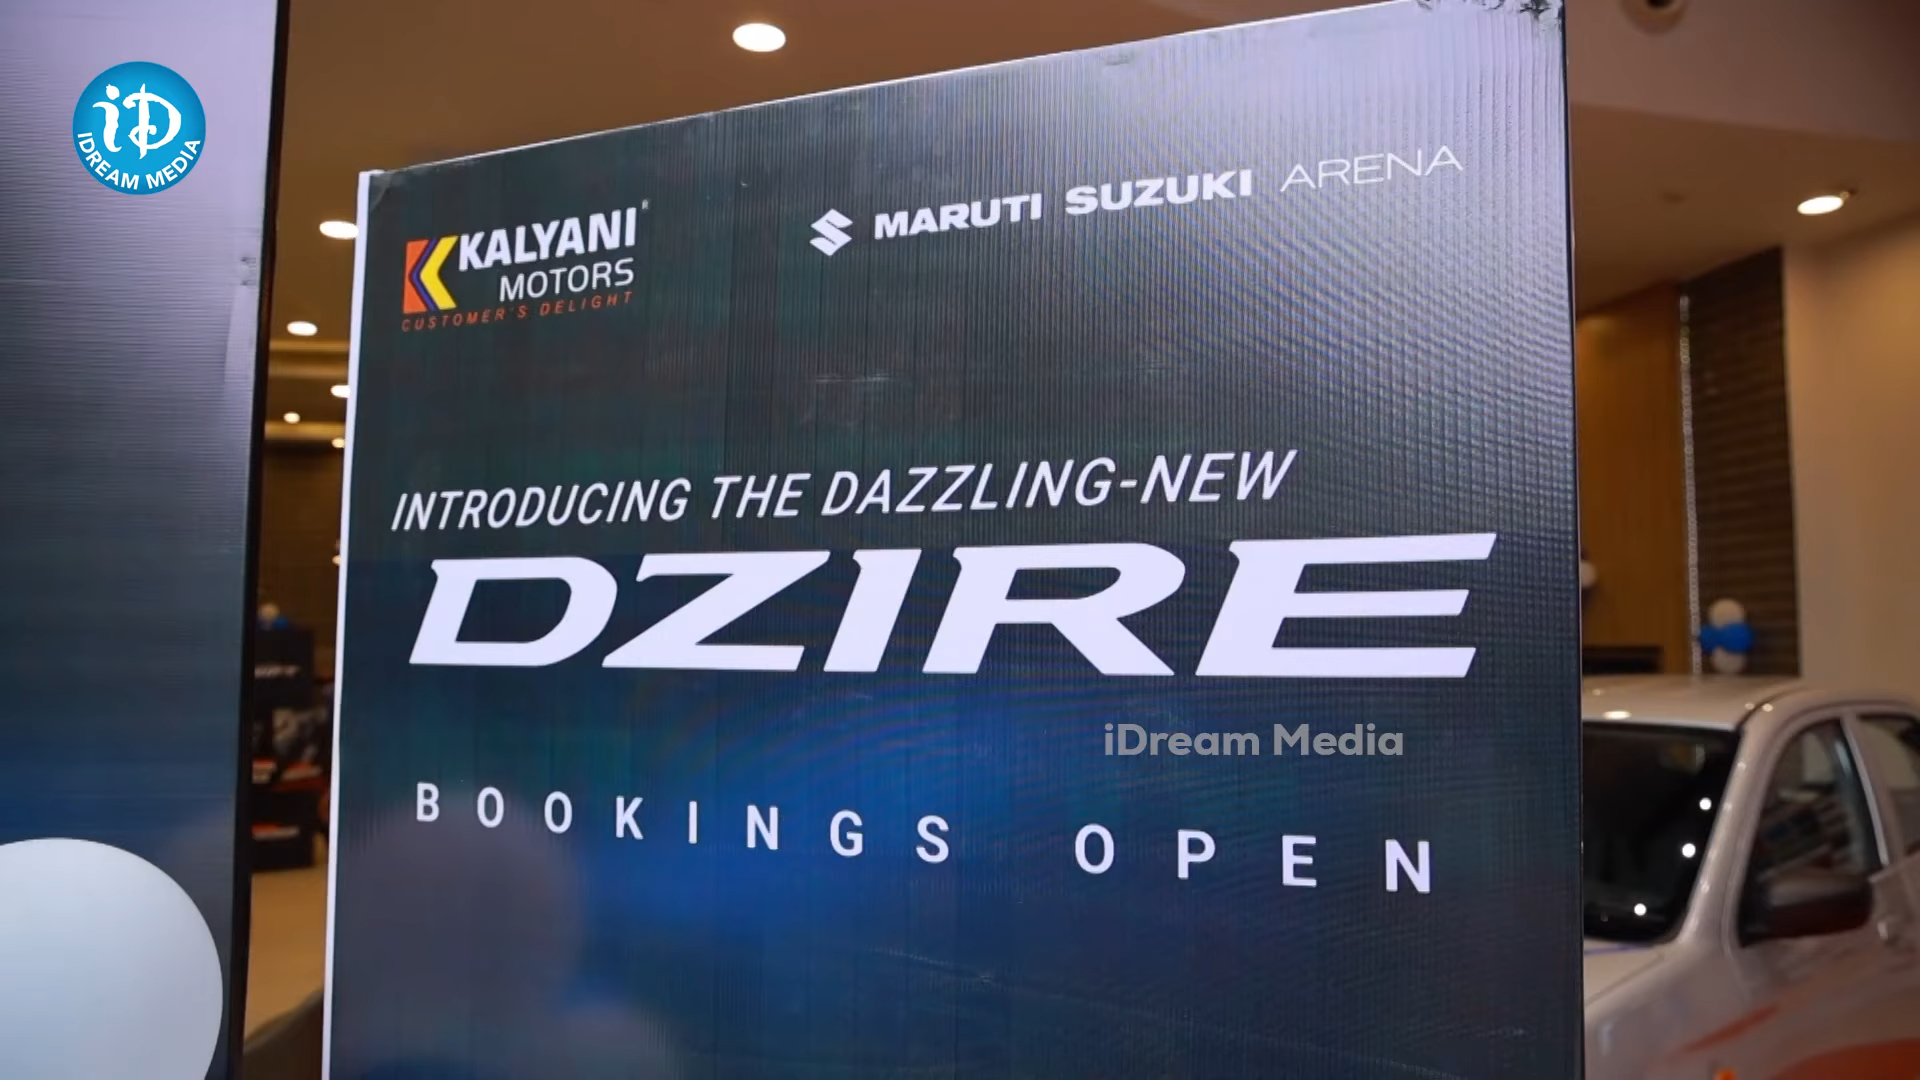 iD
IDREAM MEDIA
KALYANI
MOTORS
CUSTOMER'S DELIGHT
MARUTI SUZUKI ARENA
INTRODUCING THE DAZZLING-NEW
DZIRE
iDream Media
BOOKINGS OPEN